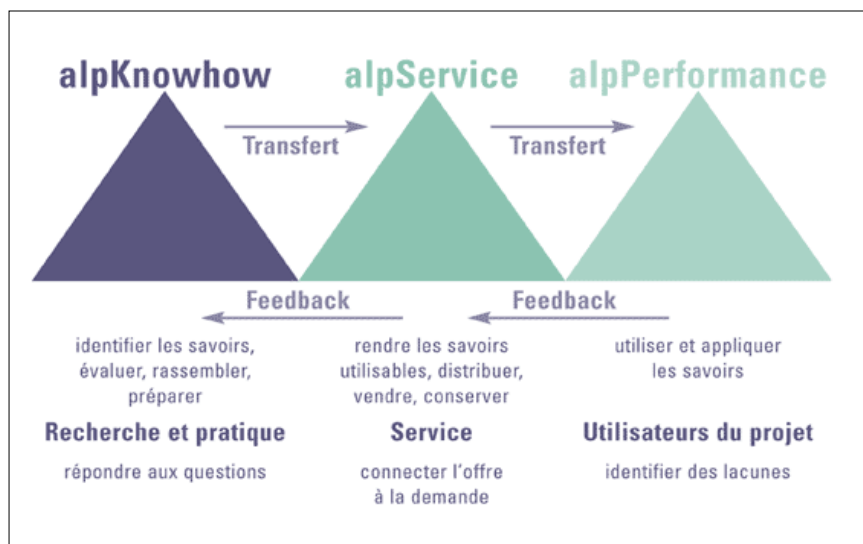 alpKnowhow alpService alpPerformance
Transfert Transfert
Feedback Feedback
identifier les savoirs,
évaluer, rassembler,
préparer
rendre les savoirs
utilisables, distribuer,
vendre, conserver
utiliser et appliquer
les savoirs
Recherche et pratique Service Utilisateurs du projet
répondre aux questions
connecter l'offre
à la demande
identifier des lacunes